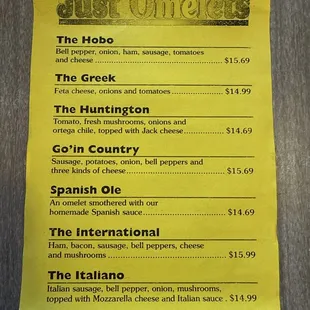 Just Omelets
The Hobo
Bell pepper, onion, ham, sausage, tomatoes
and cheese ........................................ $15.69
The Greek
Feta cheese, onions and tomatoes ................. $14.99
The Huntington
Tomato, fresh mushrooms, onions and
ortega chile, topped with Jack cheese ............ $14.69
Go'in Country
Sausage, potatoes, onion, bell peppers and
three kinds of cheese ............................. $15.69
Spanish Ole
An omelet smothered with our
homemade Spanish sauce ........................... $14.69
The International
Ham, bacon, sausage, bell peppers, cheese
and mushrooms .................................... $15.99
The Italiano
Italian sausage, bell pepper, onion, mushrooms,
topped with Mozzarella cheese and Italian sauce . $14.99